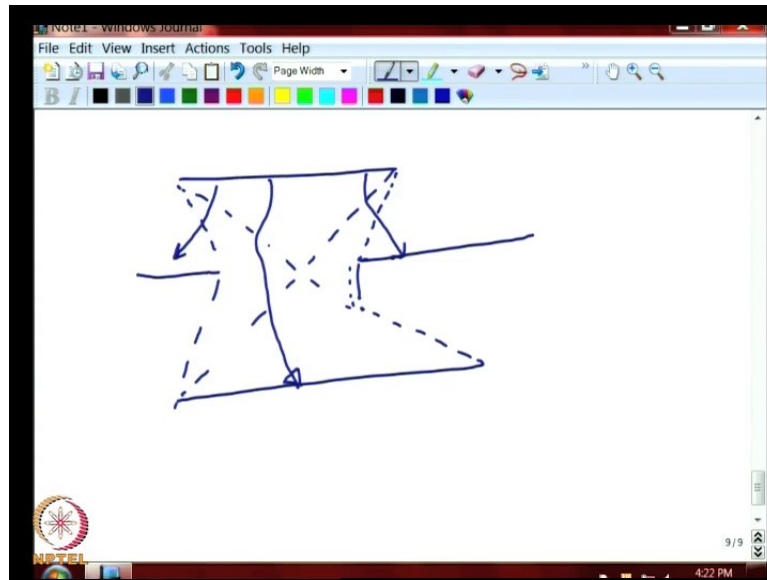 Note1 - Windows Journal
File Edit View Insert Actions Tools Help
Page Width
B I
9/9
NPTEL
4:22 PM